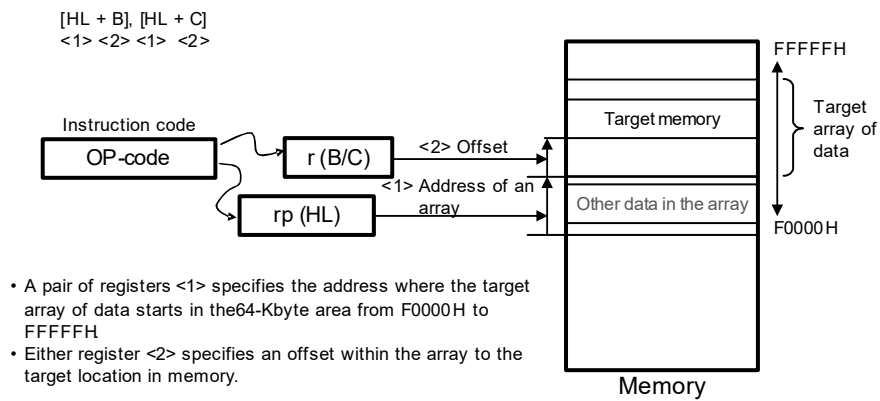 [HL + B], [HL + C]
<1> <2> <1> <2>
FFFFFH
Target memory
Target
array of
data
Instruction code
OP-code
r (B/C)
<2> Offset
<1> Address of an
array
rp (HL)
Other data in the array
F0000H
• A pair of registers <1> specifies the address where the target
array of data starts in the64-Kbyte area from F0000H to
FFFFFH.
• Either register <2> specifies an offset within the array to the
target location in memory.
Memory